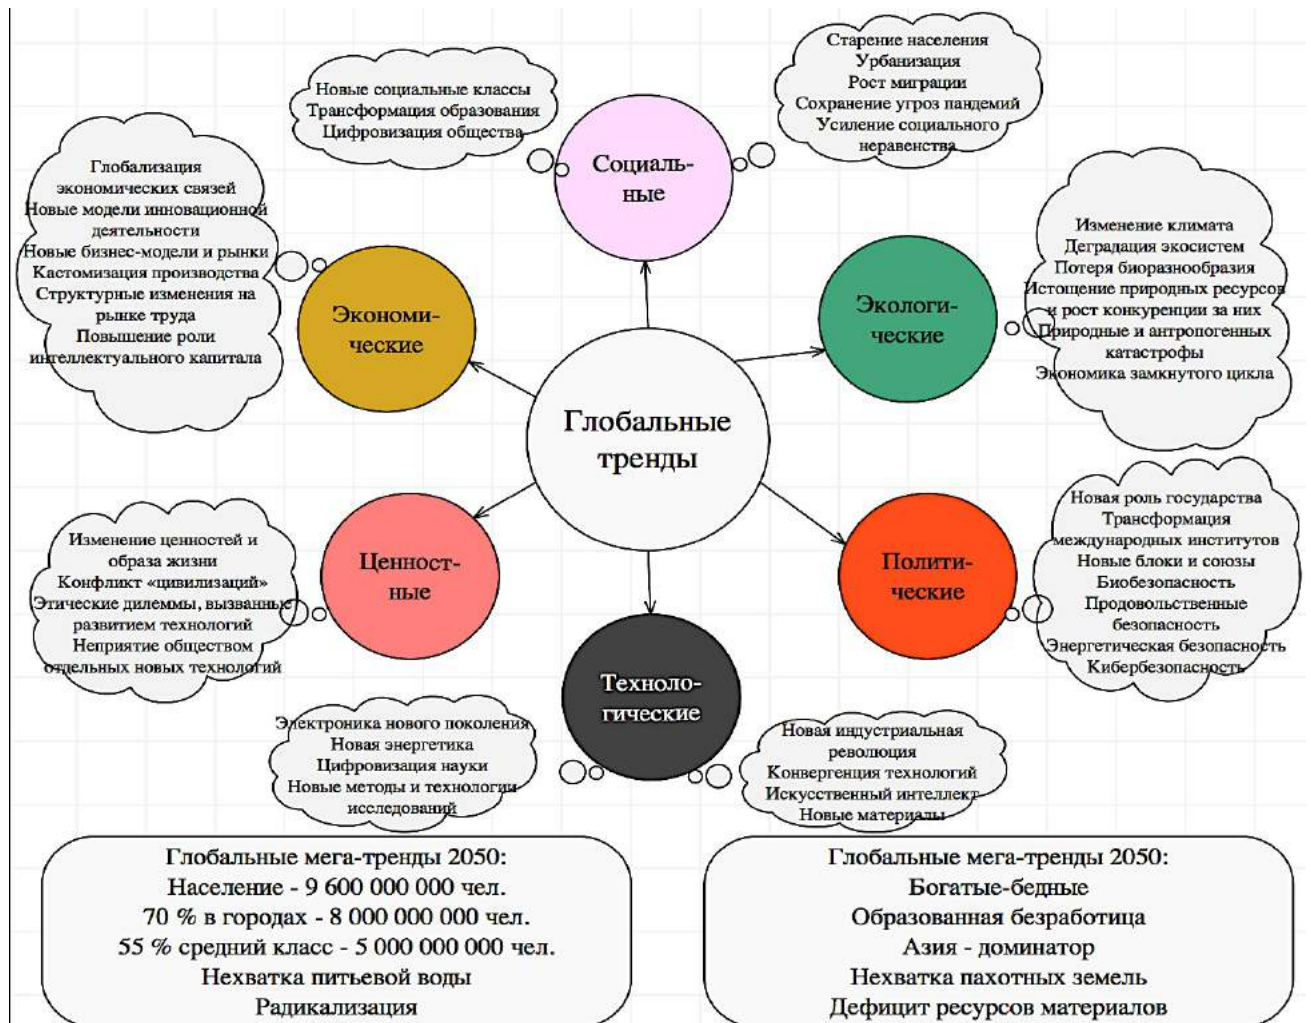 Новые социальные классы
Трансформация образования
Цифровизация общества
Старение населения
Урбанизация
Рост миграции
Сохранение угроз пандемий
Усиление социального
неравенства
Социаль-
ные
Глобализация
экономических связей
Новые модели инновационной
деятельности
Новые бизнес-модели и рынки
Кастомизация производства
Структурные изменения на
рынке труда
Повышение роли
интеллектуального капитала
Экономи-
ческие
Экологи-
ческие
Изменение климата
Деградация экосистем
Потеря биоразнообразия
Истощение природных ресурсов
и рост конкуренции за них
Природные и антропогенных
катастрофы
Экономика замкнутого цикла
Глобальные
тренды
Изменение ценностей и
образа жизни
Конфликт «цивилизаций»
Этические дилеммы, вызванные
развитием технологий
Неприятие обществом
отдельных новых технологий
Ценност-
ные
Полити-
ческие
Новая роль государства
Трансформация
международных институтов
Новые блоки и союзы
Биобезопасность
Продовольственные
безопасность
Энергетическая безопасность
Кибербезопасность
Техноло-
гические
Электроника нового поколения
Новая энергетика
Цифровизация науки
Новые методы и технологии
исследований
Новая индустриальная
революция
Конвергенция технологий
Искусственный интеллект
Новые материалы
Глобальные мега-тренды 2050:
Население - 9 600 000 000 чел.
70 % в городах - 8 000 000 000 чел.
55 % средний класс - 5 000 000 000 чел.
Нехватка питьевой воды
Радикализация
Глобальные мега-тренды 2050:
Богатые-бедные
Образованная безработица
Азия - доминатор
Нехватка пахотных земель
Дефицит ресурсов материалов